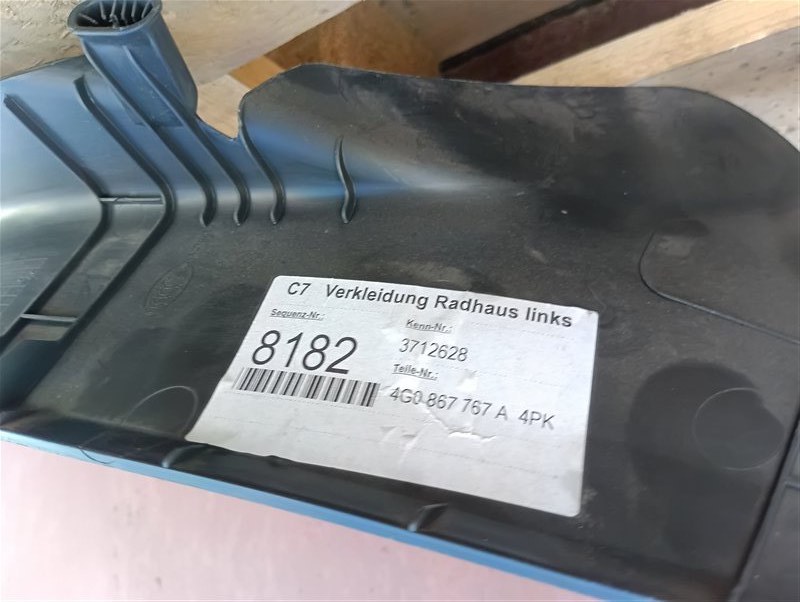 C7 Verkleidung Radhaus links
Sequenz-Nr.:
8182
Kenn-Nr.:
3712628
Teile-Nr.:
4G0 867 767 A 4PK